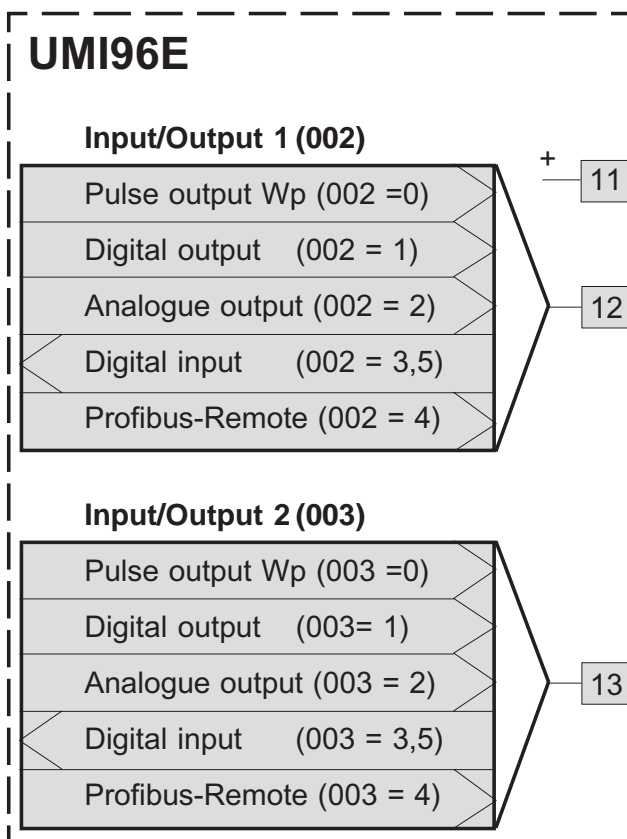 UMI96E
Input/Output 1 (002)
+
11
Pulse output Wp (002 =0)
Digital output (002 = 1)
Analogue output (002 = 2)
12
Digital input (002 = 3,5)
Profibus-Remote (002 = 4)
Input/Output 2 (003)
Pulse output Wp (003 =0)
Digital output (003= 1)
Analogue output (003 = 2)
13
Digital input (003 = 3,5)
Profibus-Remote (003 = 4)